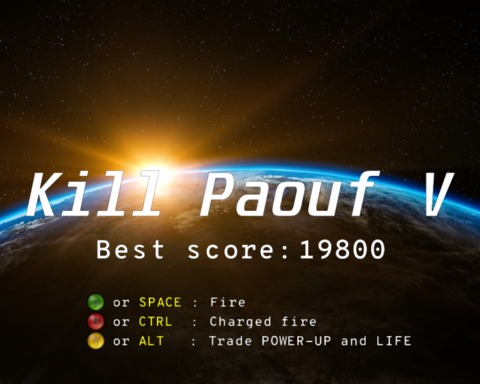 Kill Paouf V
Best score:19800
or SPACE : Fire
or CTRL : Charged fire
or ALT : Trade POWER-UP and LIFE